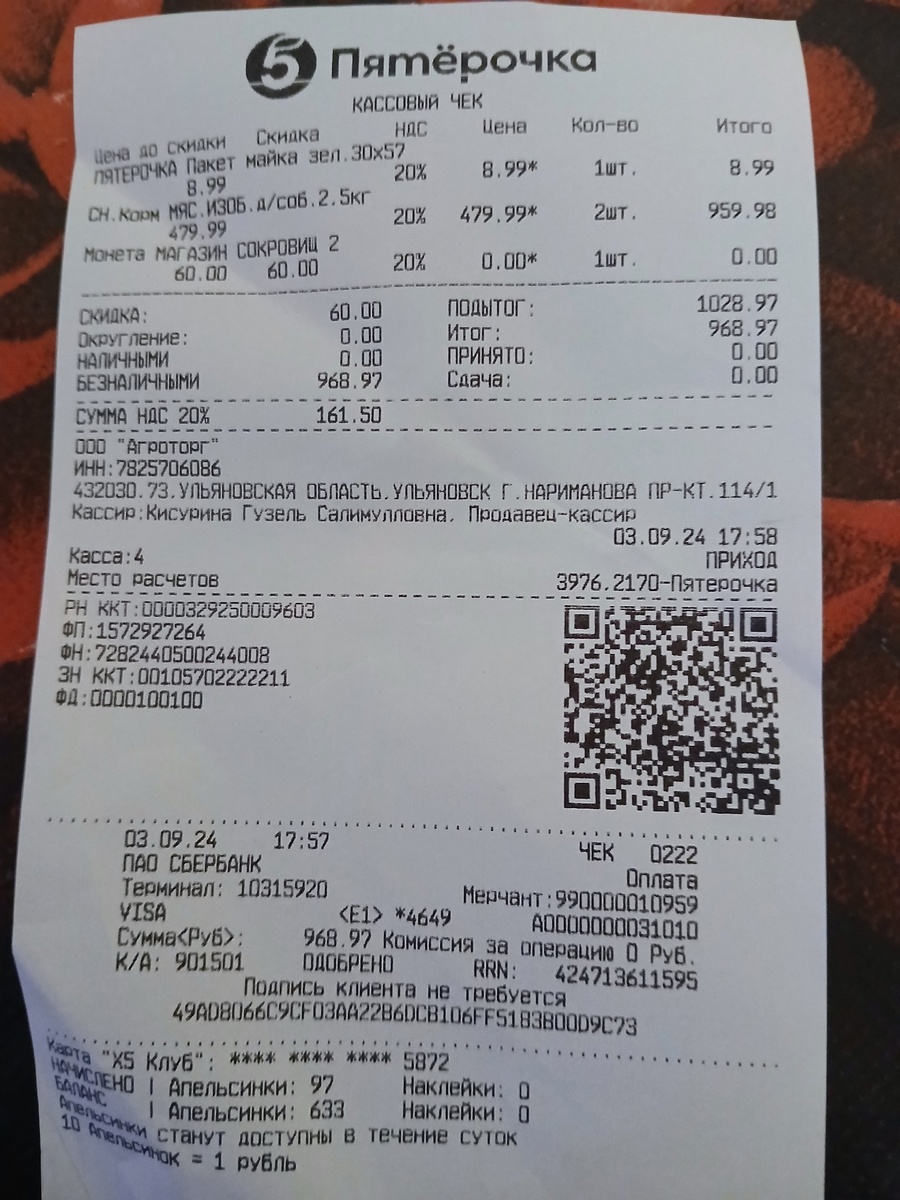 5 Пятёрочка
КАССОВЫЙ ЧЕК
Цена до скидки Скидка НДС Цена Кол-во Итого
ПЯТЕРОЧКА Пакет майка зел.30х57
8.99 20% 8.99* 1шт. 8.99
СН.Корм МЯС.ИЗОБ.д/соб.2.5кг
479.99 20% 479.99* 2шт. 959.98
Монета МАГАЗИН СОКРОВИЩ 2
60.00 60.00 20% 0.00* 1шт. 0.00
СКИДКА: 60.00 ПОДЫТОГ: 1028.97
Округление: 0.00 Итог: 968.97
НАЛИЧНЫМИ 0.00 ПРИНЯТО: 0.00
БЕЗНАЛИЧНЫМИ 968.97 Сдача: 0.00
СУММА НДС 20% 161.50
ООО "Агроторг"
ИНН:7825706086
432030.73.УЛЬЯНОВСКАЯ ОБЛАСТЬ.УЛЬЯНОВСК Г.НАРИМАНОВА ПР-КТ.114/1
Кассир:Кисурина Гузель Салимулловна, Продавец-кассир
03.09.24 17:58
Касса:4 ПРИХОД
Место расчетов 3976.2170-Пятерочка
РН ККТ:0000329250009603
ФП:1572927264
ФН:7282440500244008
ЗН ККТ:00105702222211
ФД:0000100100
03.09.24 17:57 ЧЕК 0222
ПАО СБЕРБАНК Оплата
Терминал: 10315920 Мерчант:990000010959
VISA <E1> *4649 A0000000031010
Сумма<Руб>: 968.97 Комиссия за операцию 0 Руб.
К/А: 901501 ОДОБРЕНО RRN: 424713611595
Подпись клиента не требуется
49AD8D66C9CF03AA22B6DCB106FF5183B00D9C73
Карта "X5 Клуб": **** **** **** 5872
НАЧИСЛЕНО | Апельсинки: 97 Наклейки: 0
БАЛАНС | Апельсинки: 633 Наклейки: 0
Апельсинки станут доступны в течение суток
10 Апельсинок = 1 рубль